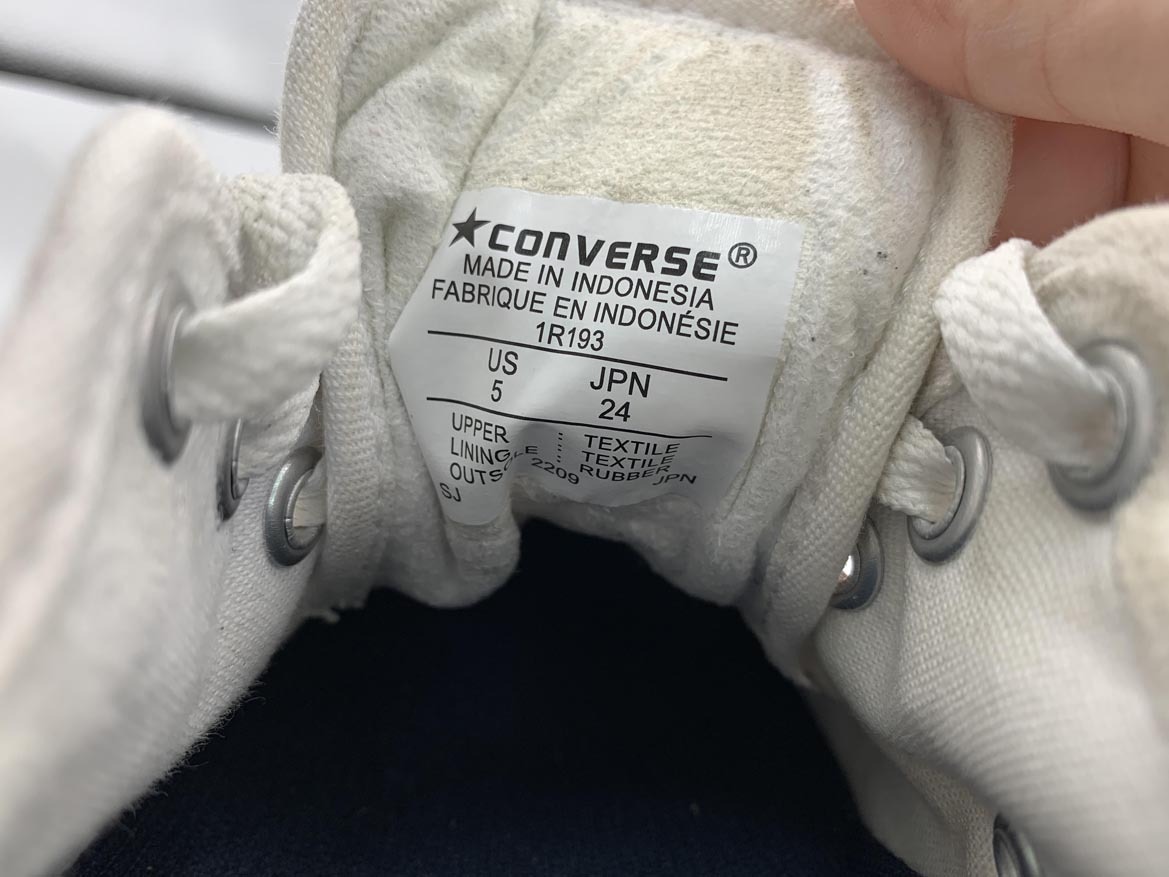 ★CONVERSE®
MADE IN INDONESIA
FABRIQUE EN INDONÉSIE
1R193
US JPN
5 24
UPPER : TEXTILE
LINING : TEXTILE
RUBBER
SJ 2209 JPN